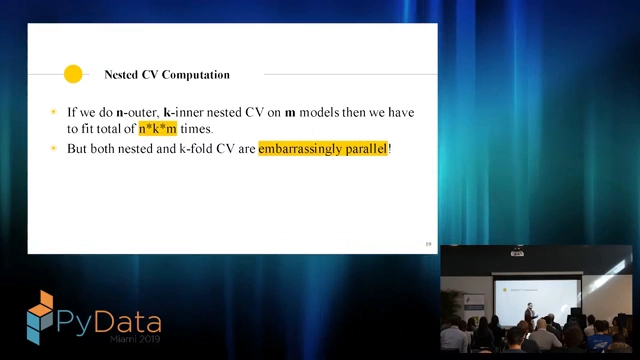 Nested CV Computation
If we do n-outer, k-inner nested CV on m models then we have
to fit total of n*k*m times.
But both nested and k-fold CV are embarrassingly parallel!
PyData
Miami 2019